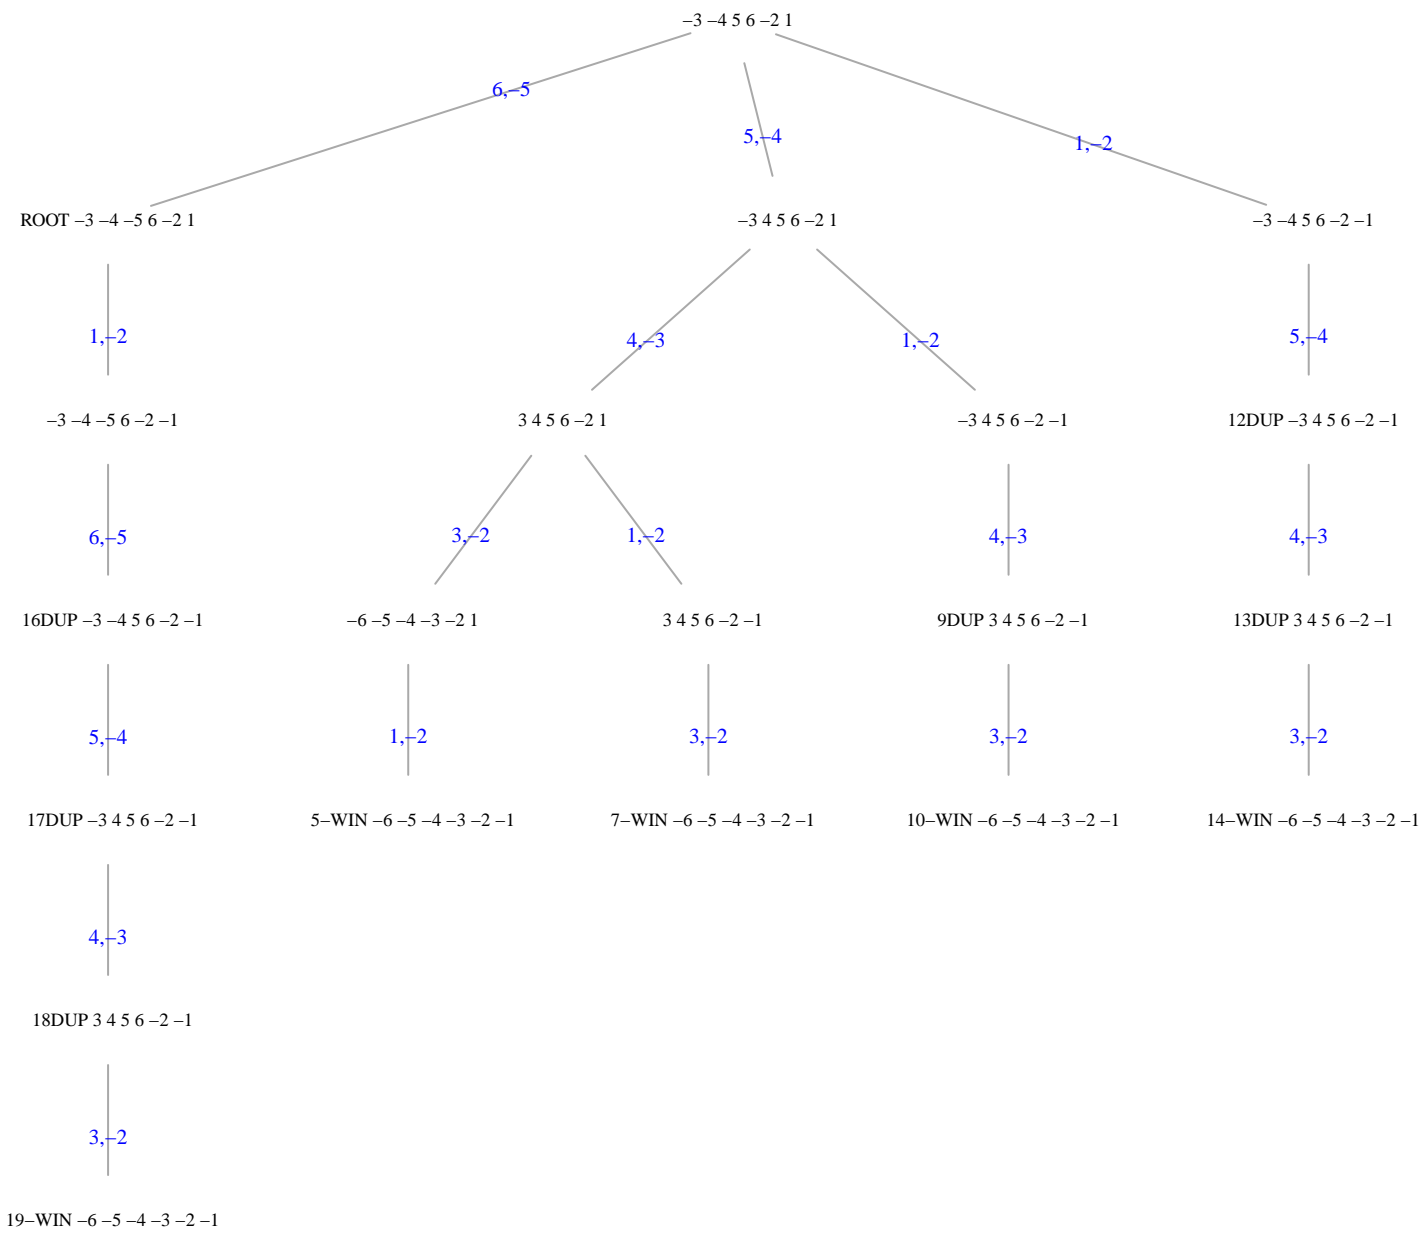 –3 –4 5 6 –2 1
6,–5
5,–4
1,–2
ROOT –3 –4 –5 6 –2 1
–3 4 5 6 –2 1
–3 –4 5 6 –2 –1
1,–2
4,–3
1,–2
5,–4
–3 –4 –5 6 –2 –1
3 4 5 6 –2 1
–3 4 5 6 –2 –1
12DUP –3 4 5 6 –2 –1
6,–5
3,–2
1,–2
4,–3
4,–3
16DUP –3 –4 5 6 –2 –1
–6 –5 –4 –3 –2 1
3 4 5 6 –2 –1
9DUP 3 4 5 6 –2 –1
13DUP 3 4 5 6 –2 –1
5,–4
1,–2
3,–2
3,–2
3,–2
17DUP –3 4 5 6 –2 –1
5–WIN –6 –5 –4 –3 –2 –1
7–WIN –6 –5 –4 –3 –2 –1
10–WIN –6 –5 –4 –3 –2 –1
14–WIN –6 –5 –4 –3 –2 –1
4,–3
18DUP 3 4 5 6 –2 –1
3,–2
19–WIN –6 –5 –4 –3 –2 –1